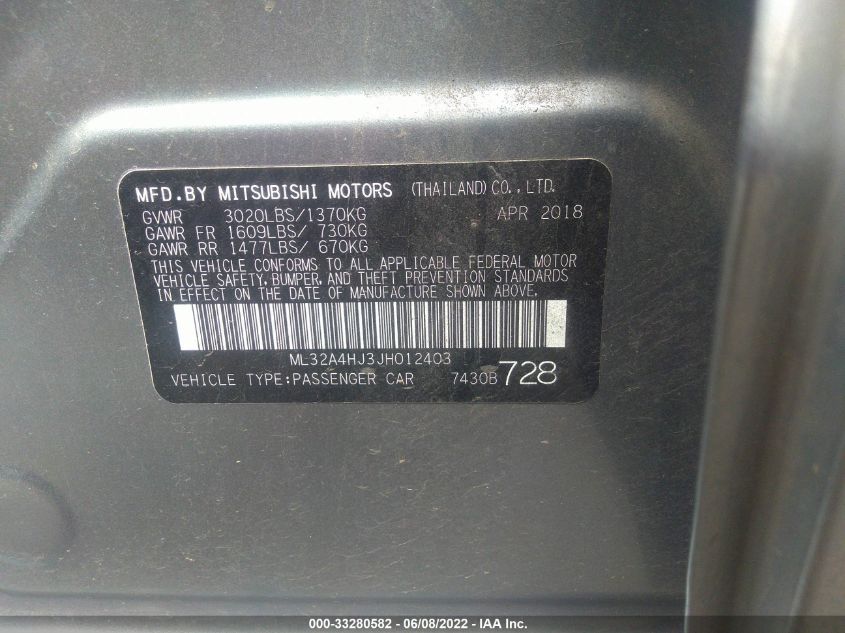 MFD.BY MITSUBISHI MOTORS (THAILAND) CO., LTD.
GVWR 3020LBS/1370KG APR 2018
GAWR FR 1609LBS/ 730KG
GAWR RR 1477LBS/ 670KG
THIS VEHICLE CONFORMS TO ALL APPLICABLE FEDERAL MOTOR
VEHICLE SAFETY, BUMPER, AND THEFT PREVENTION STANDARDS
IN EFFECT ON THE DATE OF MANUFACTURE SHOWN ABOVE.
ML32A4HJ3JH012403
VEHICLE TYPE:PASSENGER CAR 7430B 728
000-33280582 - 06/08/2022 - IAA Inc.